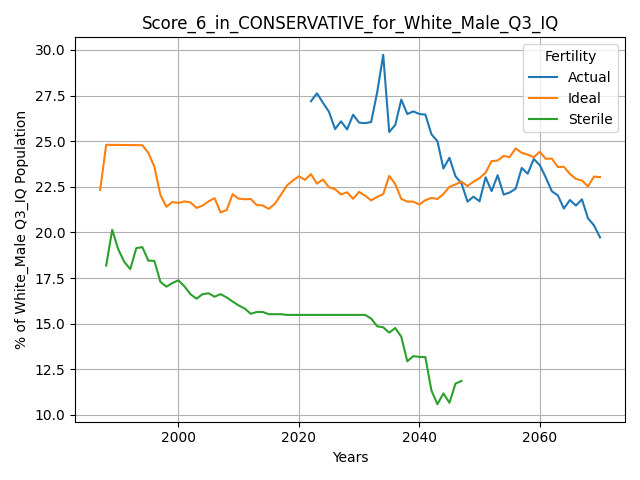 Score_6_in_CONSERVATIVE_for_White_Male_Q3_IQ
Fertility
Actual
Ideal
Sterile
% of White_Male Q3_IQ Population
30.0
27.5
25.0
22.5
20.0
17.5
15.0
12.5
10.0
2000
2020
2040
2060
Years